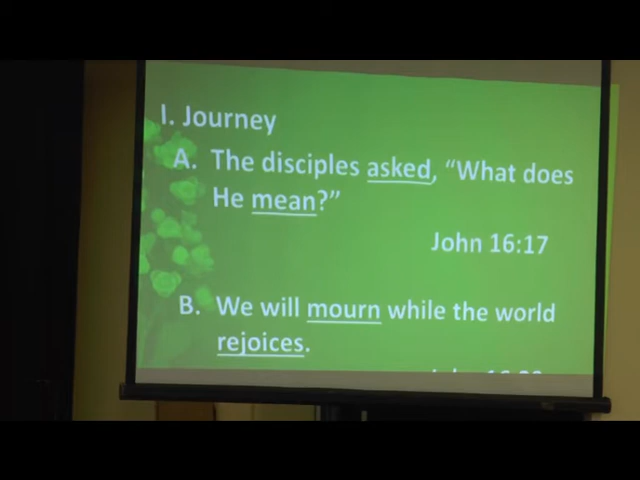 I. Journey
A. The disciples asked, “What does
He mean?”
John 16:17
B. We will mourn while the world
rejoices.